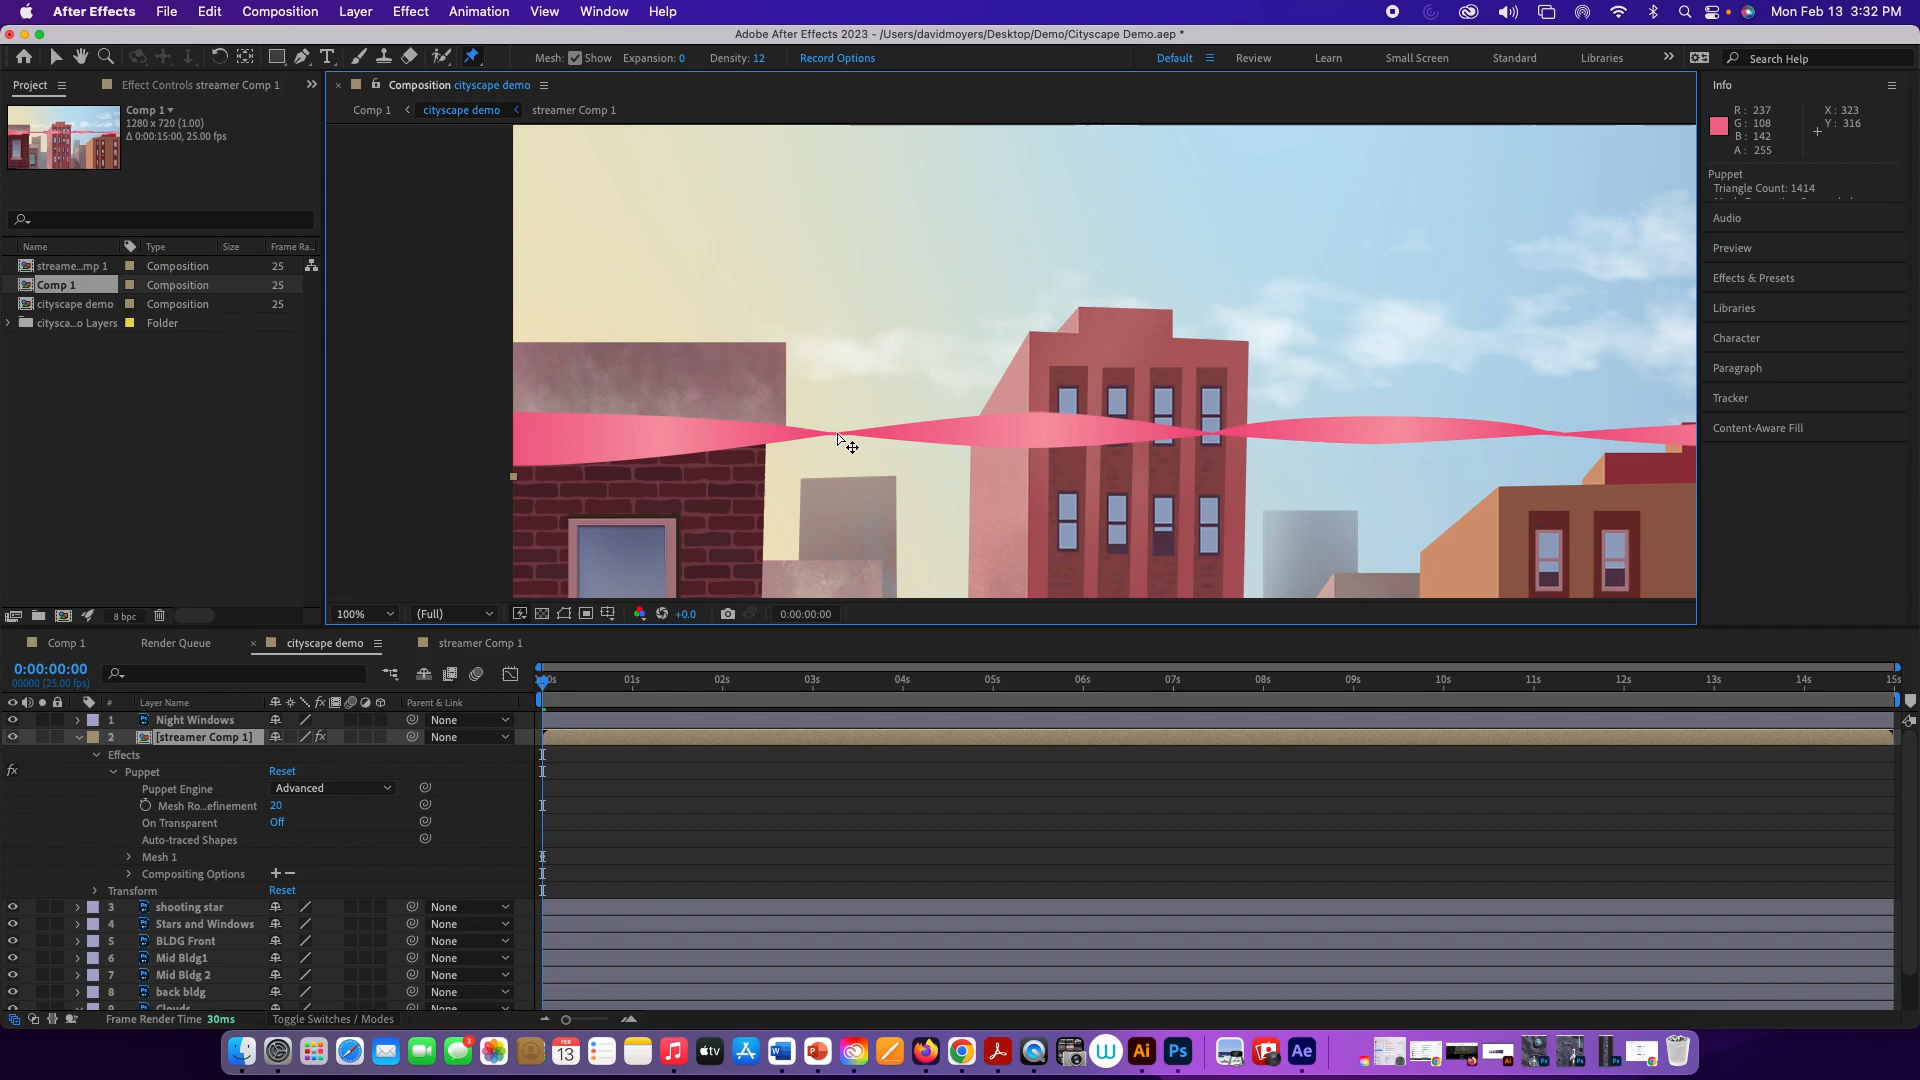 After Effects File Edit Composition Layer Effect Animation View Window Help Mon Feb 13 3:32 PM
Adobe After Effects 2023 - /Users/davidmoyers/Desktop/Demo/Cityscape Demo.aep *
Mesh: Show Expansion: 0 Density: 12 Record Options Default Review Learn Small Screen Standard Libraries Search Help
Project Effect Controls streamer Comp 1
Composition cityscape demo
Comp 1 cityscape demo streamer Comp 1
Comp 1
1280 x 720 (1.00)
Δ 0:00:15:00, 25.00 fps
Name Type Size Frame Ra...
streame...mp 1 Composition 25
Comp 1 Composition 25
cityscape demo Composition 25
citysca...o Layers Folder
8 bpc
100% (Full) +0.0 0:00:00:00
Info
R: 237 X: 323
G: 108 Y: 316
B: 142
A: 255
Puppet
Triangle Count: 1414
Audio
Preview
Effects & Presets
Libraries
Character
Paragraph
Tracker
Content-Aware Fill
Comp 1 Render Queue cityscape demo streamer Comp 1
0:00:00:00
00000 (25.00 fps)
01s 02s 03s 04s 05s 06s 07s 08s 09s 10s 11s 12s 13s 14s 15s
# Layer Name Parent & Link
1 Night Windows None
2 [streamer Comp 1] None
Effects
Puppet Reset
Puppet Engine Advanced
Mesh Ro...efinement 20
On Transparent Off
Auto-traced Shapes
Mesh 1
Compositing Options
Transform Reset
3 shooting star None
4 Stars and Windows None
5 BLDG Front None
6 Mid Bldg1 None
7 Mid Bldg 2 None
8 back bldg None
9 Clouds None
Frame Render Time 30ms Toggle Switches / Modes
3
FEB
13
tv
W
P
W
Ai
Ps
Ae